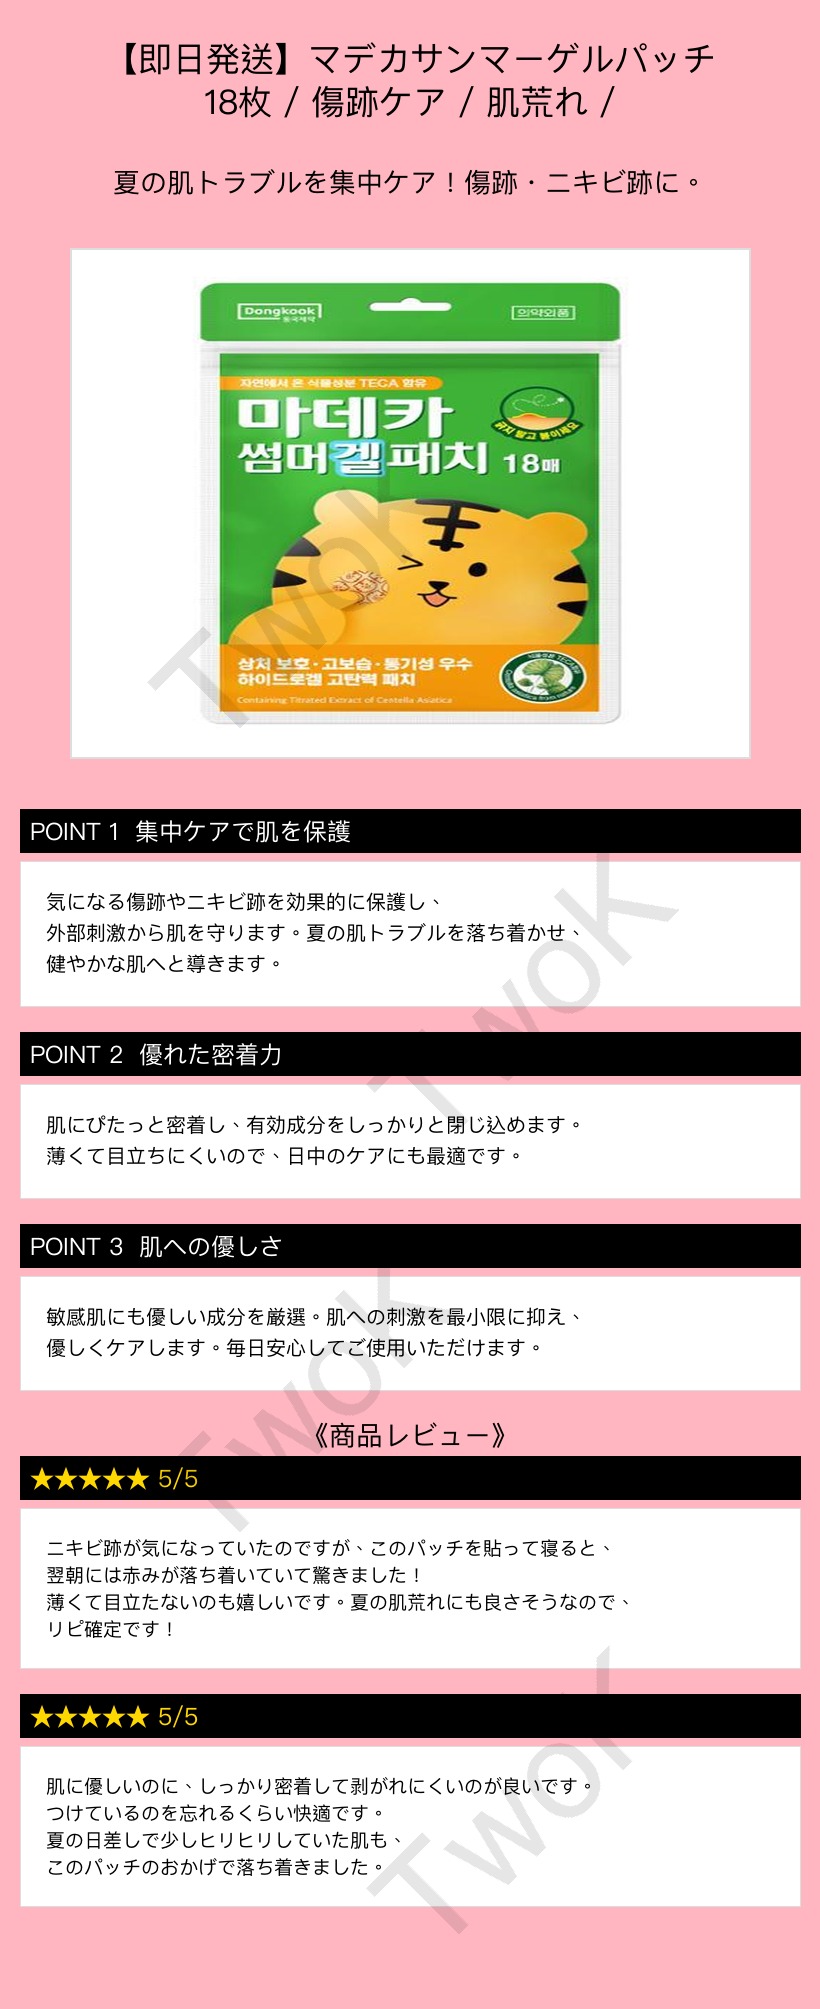 【即日発送】マデカサンマーゲルパッチ
18枚 / 傷跡ケア / 肌荒れ /
夏の肌トラブルを集中ケア！傷跡・ニキビ跡に。
Dongkook
동국제약
의약외품
자연에서 온 식물성분 TECA 함유
마데카
썸머겔패치 18매
긁지 말고 붙이세요
상처 보호·고보습·통기성 우수
하이드로겔 고탄력 패치
Containing Titrated Extract of Centella Asiatica
식물성분 TECA 함유
Centella asiatica from nature
TwoK
POINT 1 集中ケアで肌を保護
気になる傷跡やニキビ跡を効果的に保護し、
外部刺激から肌を守ります。夏の肌トラブルを落ち着かせ、
健やかな肌へと導きます。
TwoK
POINT 2 優れた密着力
肌にぴたっと密着し、有効成分をしっかりと閉じ込めます。
薄くて目立ちにくいので、日中のケアにも最適です。
POINT 3 肌への優しさ
敏感肌にも優しい成分を厳選。肌への刺激を最小限に抑え、
優しくケアします。毎日安心してご使用いただけます。
TwoK
《商品レビュー》
★★★★★ 5/5
ニキビ跡が気になっていたのですが、このパッチを貼って寝ると、
翌朝には赤みが落ち着いていて驚きました！
薄くて目立たないのも嬉しいです。夏の肌荒れにも良さそうなので、
リピ確定です！
★★★★★ 5/5
肌に優しいのに、しっかり密着して剥がれにくいのが良いです。
つけているのを忘れるくらい快適です。
夏の日差しで少しヒリヒリしていた肌も、
このパッチのおかげで落ち着きました。
TwoK